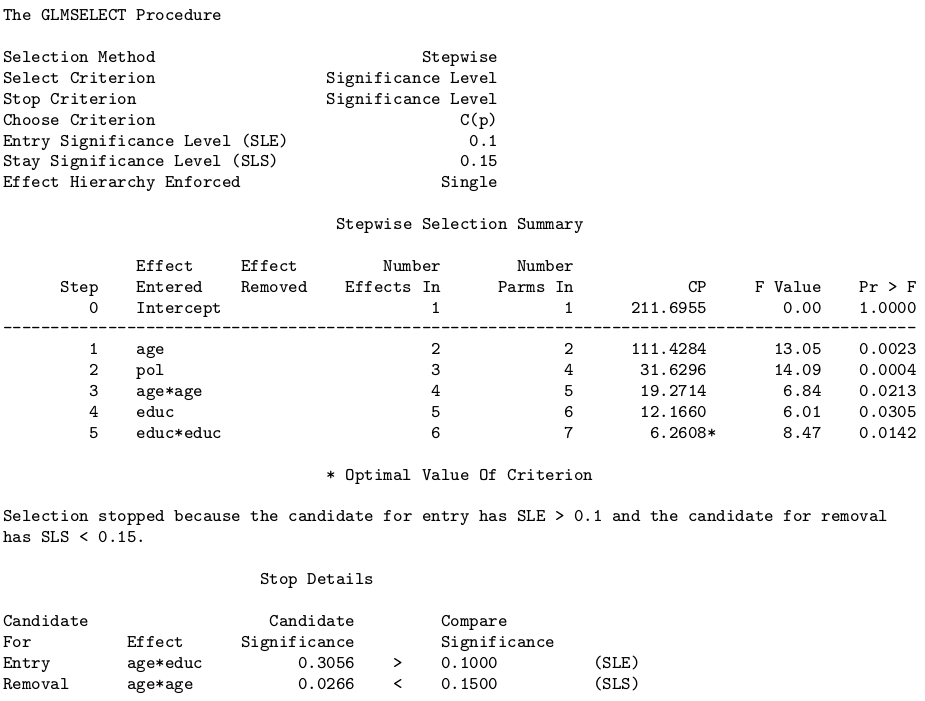 The GLMSELECT Procedure
Selection Method Stepwise
Select Criterion Significance Level
Stop Criterion Significance Level
Choose Criterion C(p)
Entry Significance Level (SLE) 0.1
Stay Significance Level (SLS) 0.15
Effect Hierarchy Enforced Single
Stepwise Selection Summary
Effect Effect Number Number
Step Entered Removed Effects In Parms In CP F Value Pr > F
0 Intercept 1 1 211.6955 0.00 1.0000
1 age 2 2 111.4284 13.05 0.0023
2 pol 3 4 31.6296 14.09 0.0004
3 age*age 4 5 19.2714 6.84 0.0213
4 educ 5 6 12.1660 6.01 0.0305
5 educ*educ 6 7 6.2608* 8.47 0.0142
* Optimal Value Of Criterion
Selection stopped because the candidate for entry has SLE > 0.1 and the candidate for removal
has SLS < 0.15.
Stop Details
Candidate Candidate Compare
For Effect Significance Significance
Entry age*educ 0.3056 > 0.1000 (SLE)
Removal age*age 0.0266 < 0.1500 (SLS)